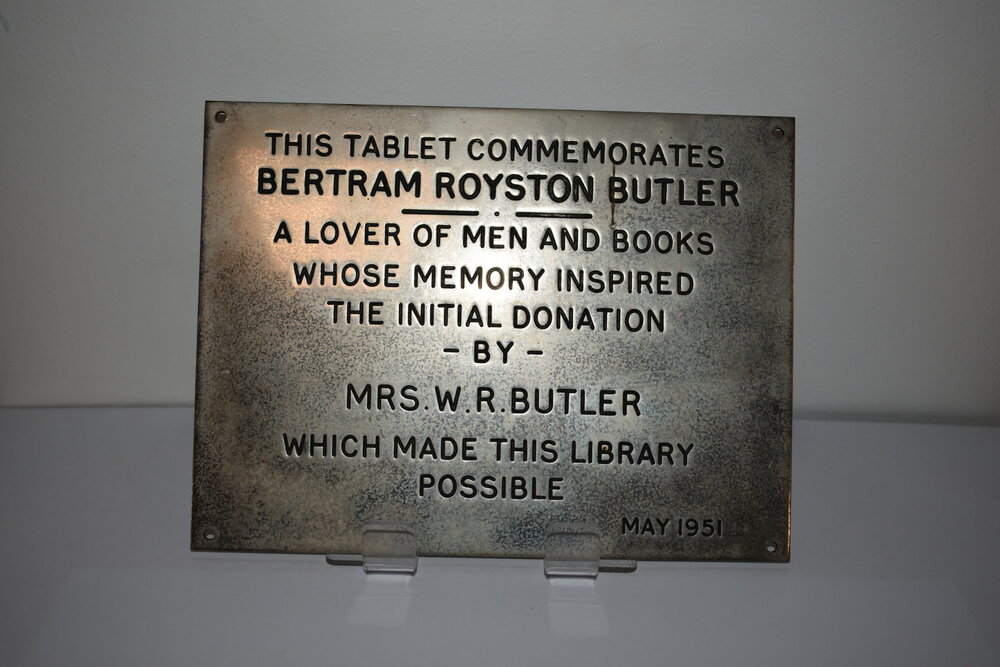 THIS TABLET COMMEMORATES
BERTRAM ROYSTON BUTLER
A LOVER OF MEN AND BOOKS
WHOSE MEMORY INSPIRED
THE INITIAL DONATION
- BY -
MRS. W. R. BUTLER
WHICH MADE THIS LIBRARY
POSSIBLE
MAY 1951